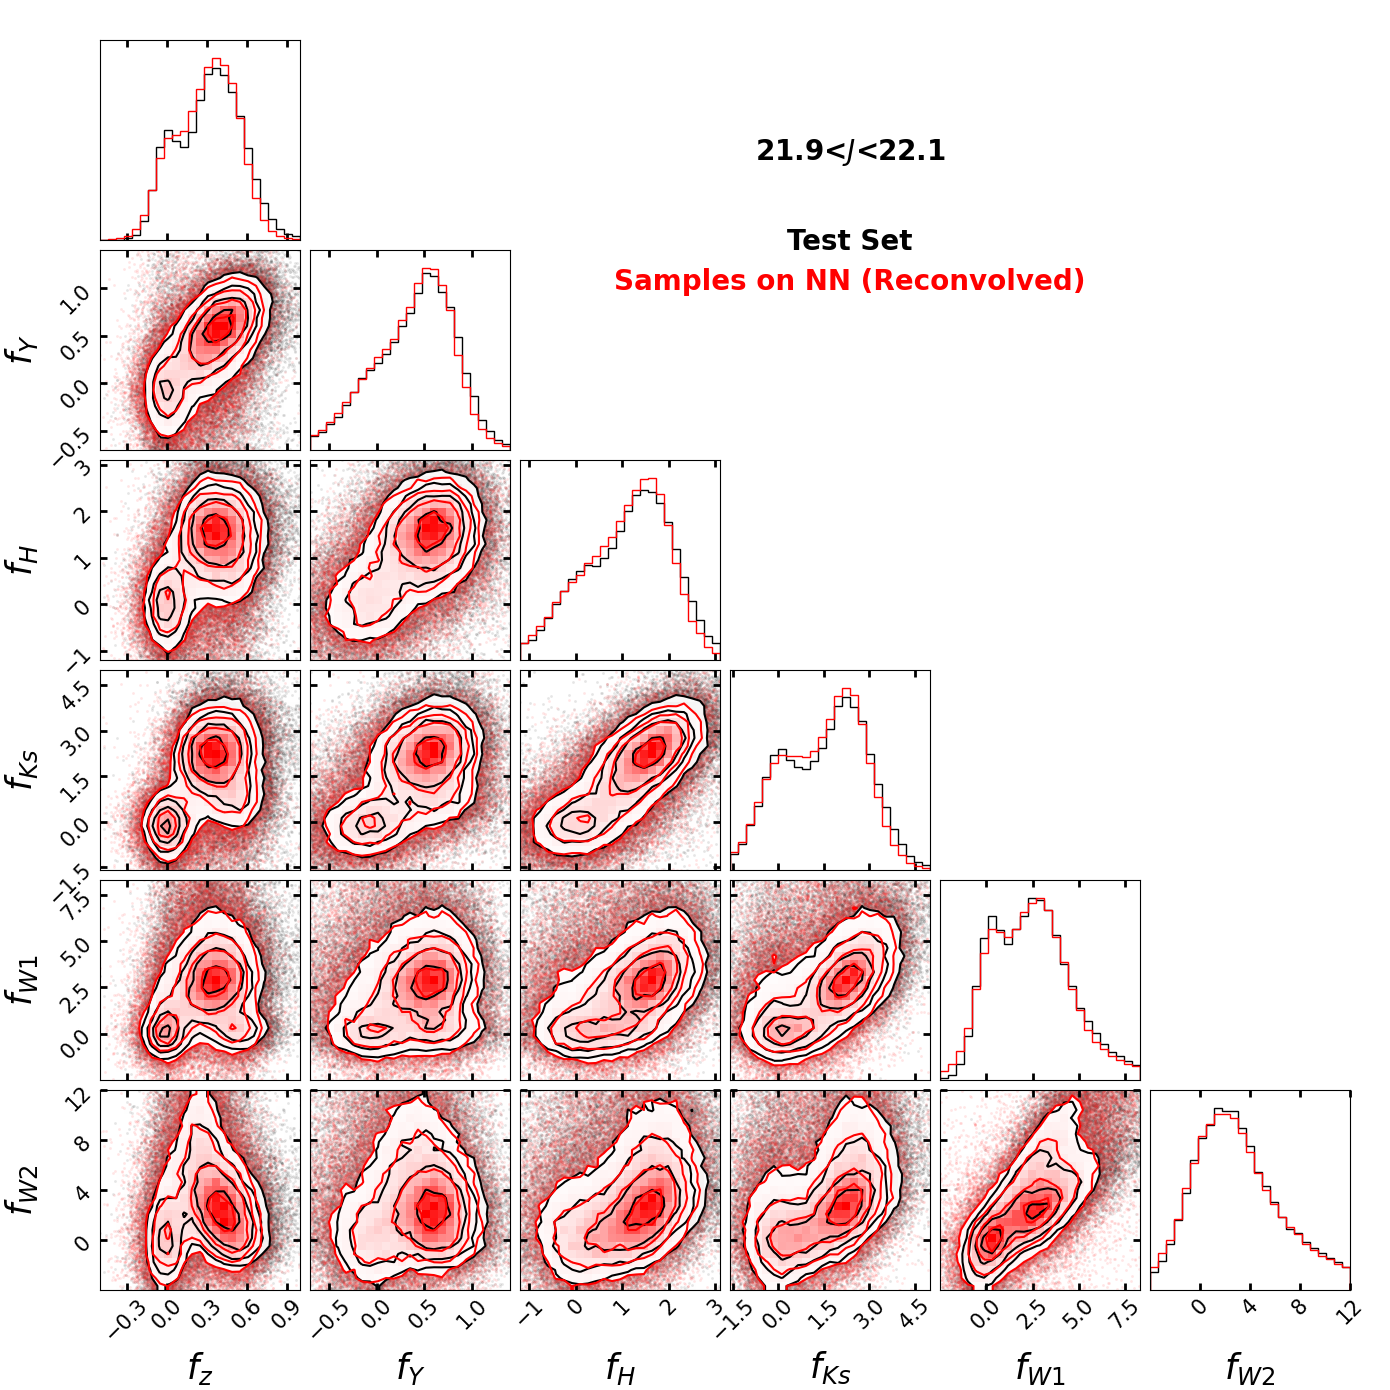 21.9<J<22.1
Test Set
Samples on NN (Reconvolved)
f_Y
1.0
0.5
0.0
−0.5
f_H
3
2
1
0
−1
f_Ks
4.5
3.0
1.5
0.0
−1.5
f_W1
7.5
5.0
2.5
0.0
f_W2
12
8
4
0
−0.3 0.0 0.3 0.6 0.9
−0.5 0.0 0.5 1.0
−1 0 1 2 3
−1.5 0.0 1.5 3.0 4.5
0.0 2.5 5.0 7.5
0 4 8 12
f_z f_Y f_H f_Ks f_W1 f_W2